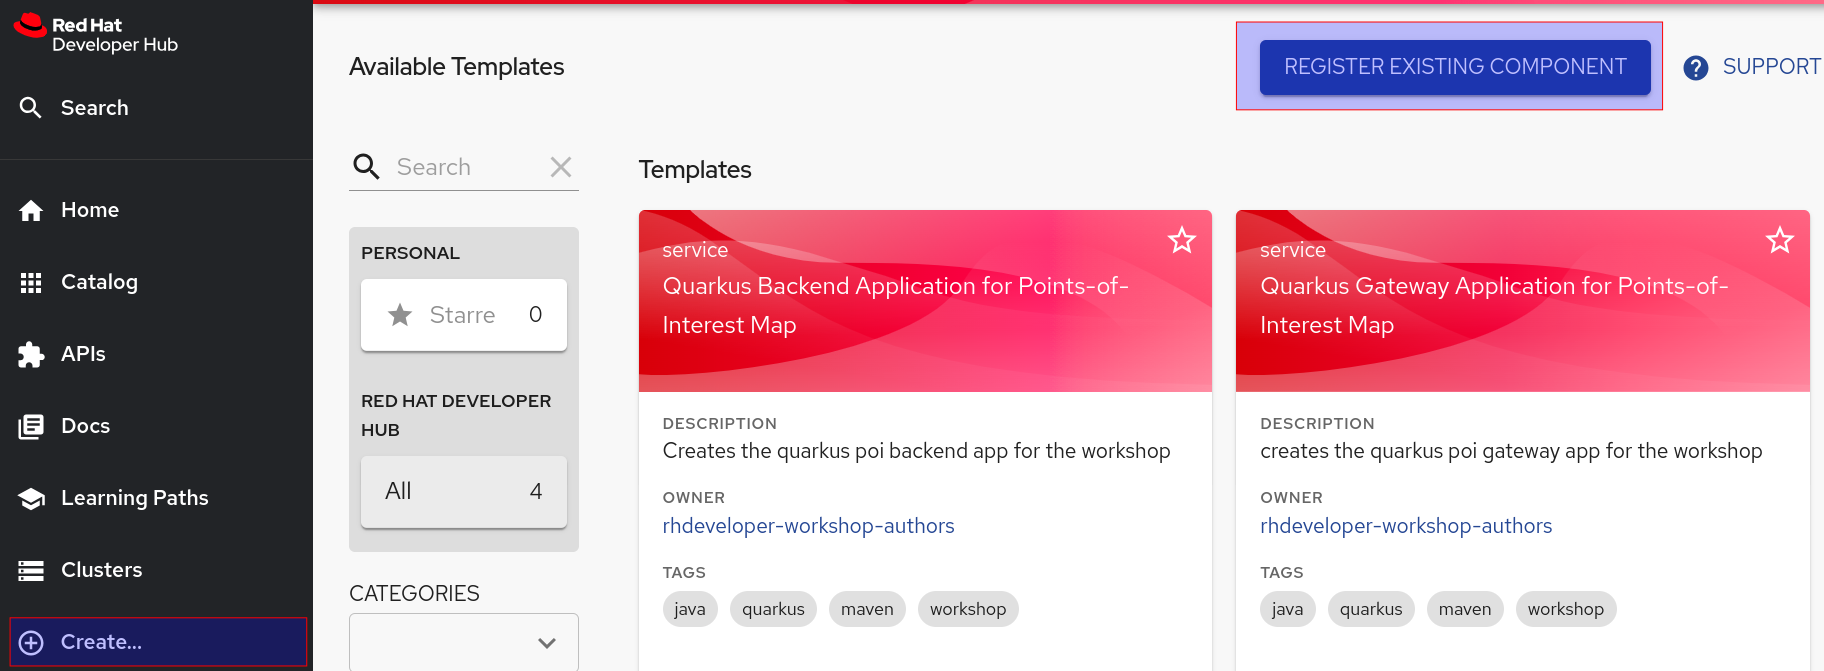 Red Hat
Developer Hub
Search
Home
Catalog
APIs
Docs
Learning Paths
Clusters
Create...
Available Templates
REGISTER EXISTING COMPONENT
? SUPPORT
Search
PERSONAL
Starre 0
RED HAT DEVELOPER
HUB
All 4
CATEGORIES
Templates
service
Quarkus Backend Application for Points-of-
Interest Map
DESCRIPTION
Creates the quarkus poi backend app for the workshop
OWNER
rhdeveloper-workshop-authors
TAGS
java quarkus maven workshop
service
Quarkus Gateway Application for Points-of-
Interest Map
DESCRIPTION
creates the quarkus poi gateway app for the workshop
OWNER
rhdeveloper-workshop-authors
TAGS
java quarkus maven workshop